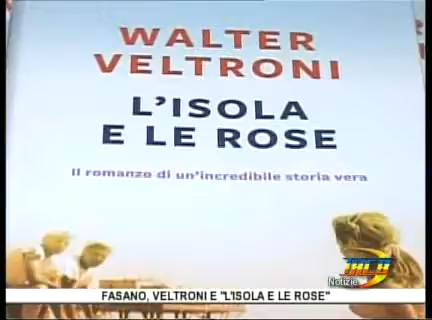 WALTER
VELTRONI
L'ISOLA
E LE ROSE
Il romanzo di un'incredibile storia vera
Notizie
FASANO, VELTRONI E "L'ISOLA E LE ROSE"